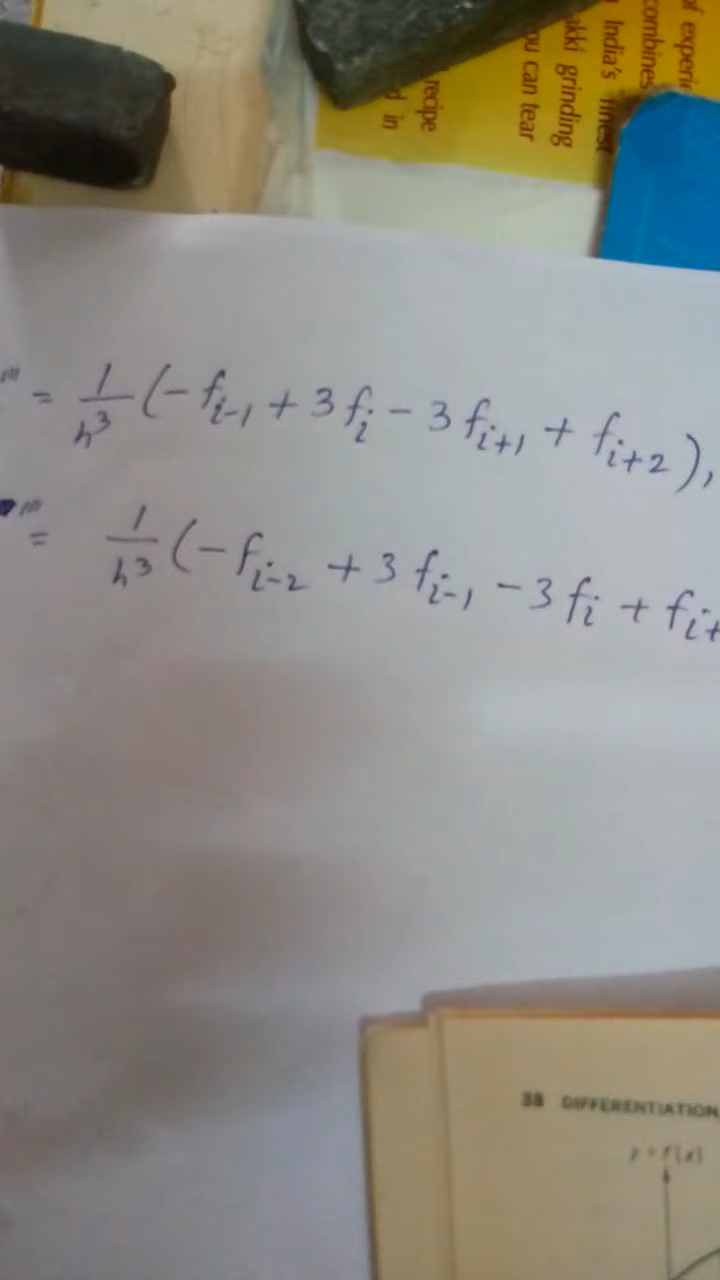 of experi
combines
India's finest
akki grinding
ou can tear
recipe
d in
''' = 1/h³ (-f_{i-1} + 3f_i - 3f_{i+1} + f_{i+2}),
''' = 1/h³ (-f_{i-2} + 3f_{i-1} - 3f_i + f_{i+
38 DIFFERENTIATION
y = f(x)